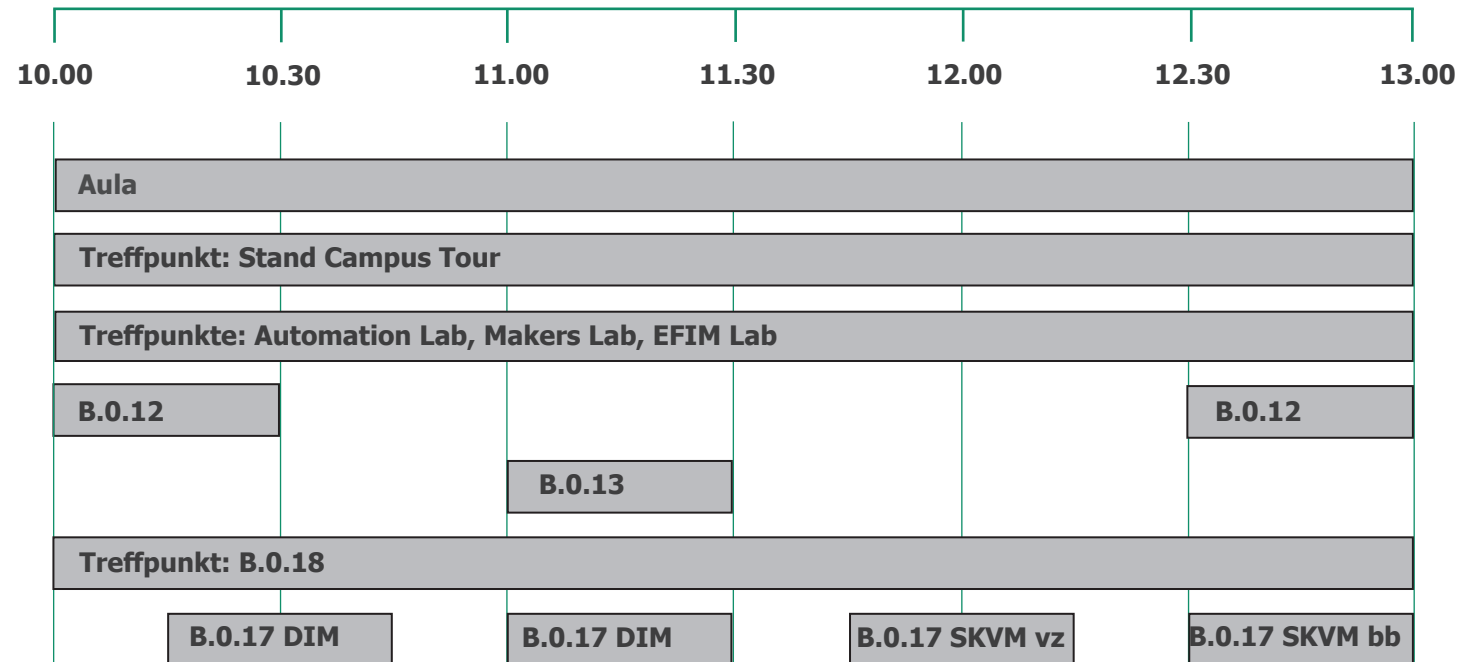 10.00 10.30 11.00 11.30 12.00 12.30 13.00
Aula
Treffpunkt: Stand Campus Tour
Treffpunkte: Automation Lab, Makers Lab, EFIM Lab
B.0.12 B.0.12
B.0.13
Treffpunkt: B.0.18
B.0.17 DIM B.0.17 DIM B.0.17 SKVM vz B.0.17 SKVM bb